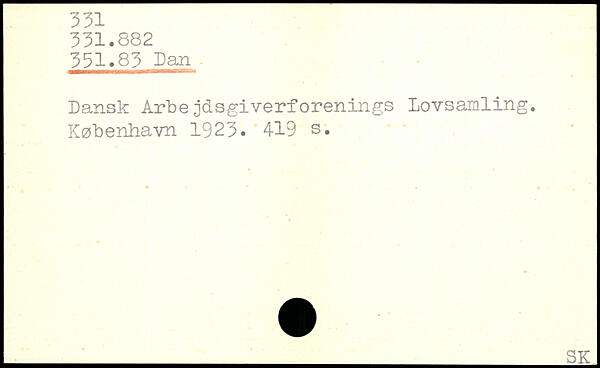 331
331.882
351.83 Dan
Dansk Arbejdsgiverforenings Lovsamling.
København 1923. 419 s.
SK